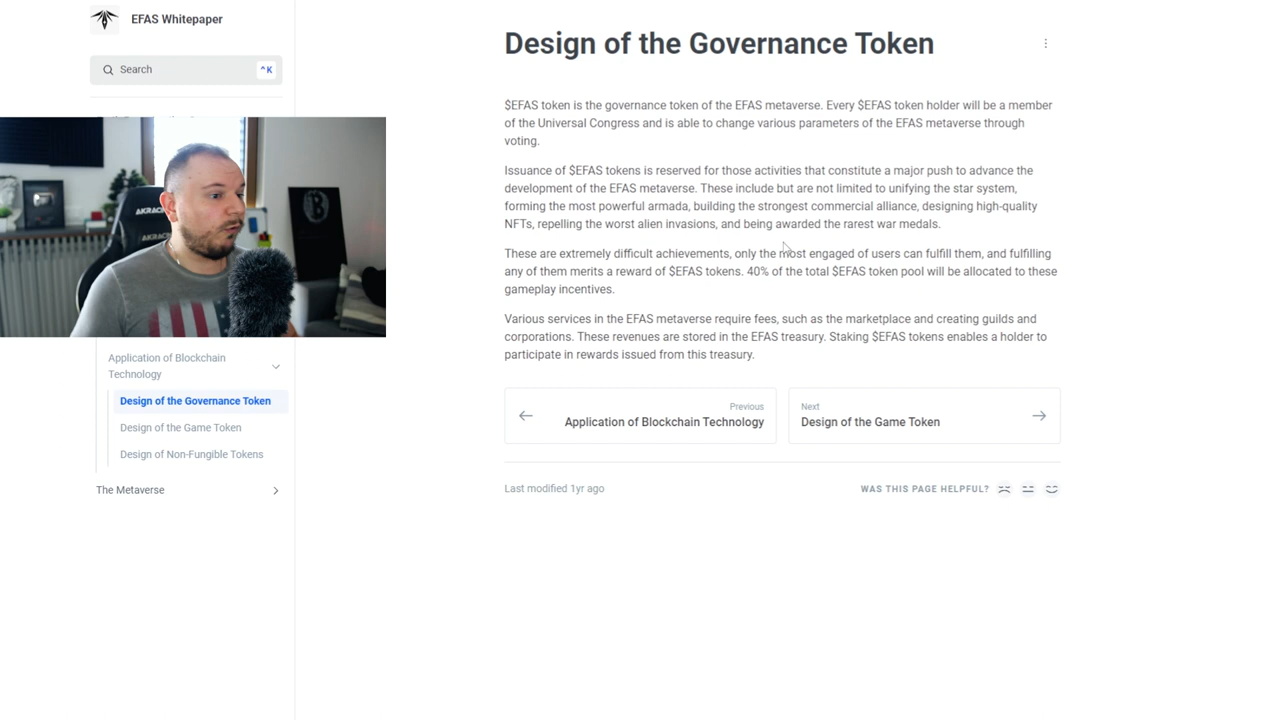 EFAS Whitepaper
Search
^K
AKRACI
AKRACI
Application of Blockchain
Technology
Design of the Governance Token
Design of the Game Token
Design of Non-Fungible Tokens
The Metaverse
Design of the Governance Token
$EFAS token is the governance token of the EFAS metaverse. Every $EFAS token holder will be a member
of the Universal Congress and is able to change various parameters of the EFAS metaverse through
voting.
Issuance of $EFAS tokens is reserved for those activities that constitute a major push to advance the
development of the EFAS metaverse. These include but are not limited to unifying the star system,
forming the most powerful armada, building the strongest commercial alliance, designing high-quality
NFTs, repelling the worst alien invasions, and being awarded the rarest war medals.
These are extremely difficult achievements, only the most engaged of users can fulfill them, and fulfilling
any of them merits a reward of $EFAS tokens. 40% of the total $EFAS token pool will be allocated to these
gameplay incentives.
Various services in the EFAS metaverse require fees, such as the marketplace and creating guilds and
corporations. These revenues are stored in the EFAS treasury. Staking $EFAS tokens enables a holder to
participate in rewards issued from this treasury.
Previous
Application of Blockchain Technology
Next
Design of the Game Token
Last modified 1yr ago
WAS THIS PAGE HELPFUL?